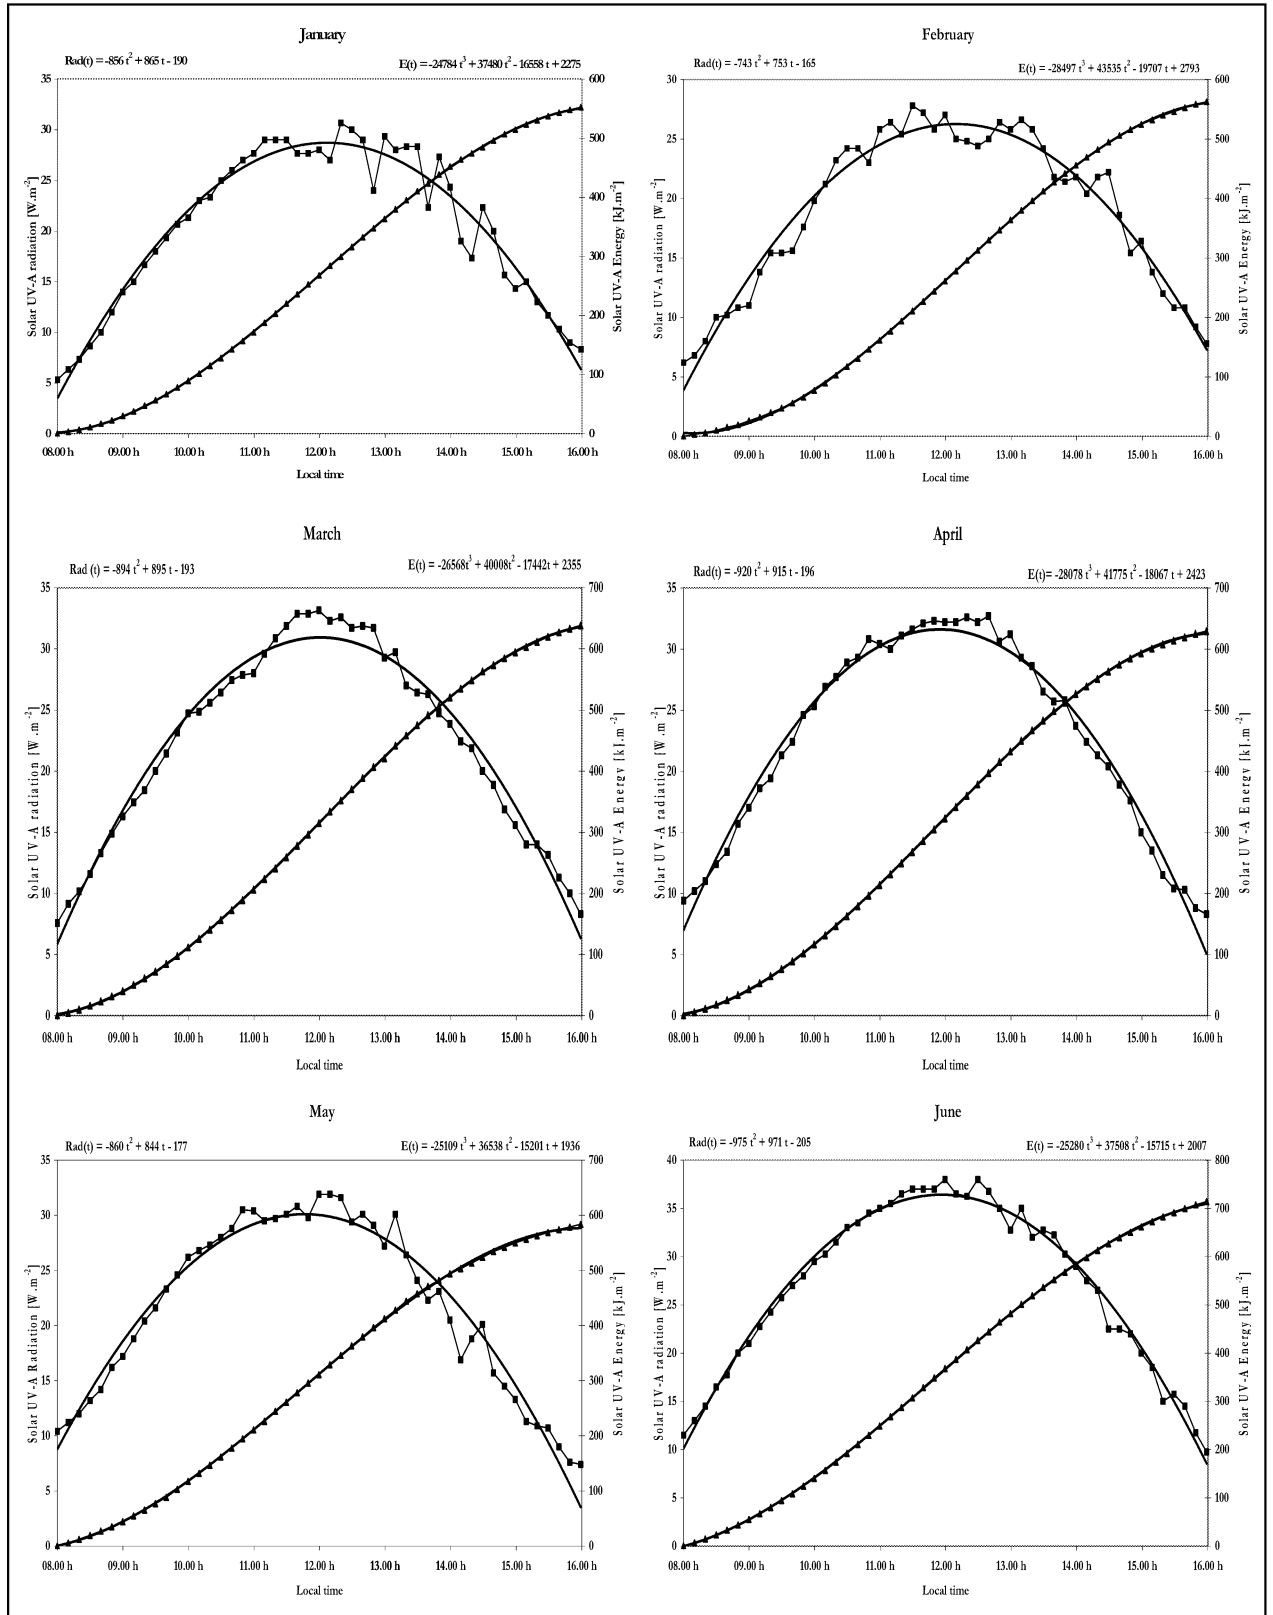 January
Rad(t) = -856 t² + 865 t - 190
E(t) = -24784 t³ + 37480 t² - 16558 t + 2275
35
30
25
20
15
10
5
0
Solar UV-A radiation [W.m⁻²]
600
500
400
300
200
100
0
Solar UV-A Energy [kJ.m⁻²]
08.00 h 09.00 h 10.00 h 11.00 h 12.00 h 13.00 h 14.00 h 15.00 h 16.00 h
Local time
February
Rad(t) = -743 t² + 753 t - 165
E(t) = -28497 t³ + 43535 t² - 19707 t + 2793
30
25
20
15
10
5
0
Solar UV-A radiation [W.m⁻²]
600
500
400
300
200
100
0
Solar UV-A Energy [kJ.m⁻²]
08.00 h 09.00 h 10.00 h 11.00 h 12.00 h 13.00 h 14.00 h 15.00 h 16.00 h
Local time
March
Rad (t) = -894 t² + 895 t - 193
E(t) = -26568t³ + 40008t² - 17442t + 2355
35
30
25
20
15
10
5
0
Solar UV-A radiation [W.m⁻²]
700
600
500
400
300
200
100
0
Solar UV-A Energy [kJ.m⁻²]
08.00 h 09.00 h 10.00 h 11.00 h 12.00 h 13.00 h 14.00 h 15.00 h 16.00 h
Local time
April
Rad(t) = -920 t² + 915 t - 196
E(t)= -28078 t³ + 41775 t² - 18067 t + 2423
35
30
25
20
15
10
5
0
Solar UV-A radiation [W.m⁻²]
700
600
500
400
300
200
100
0
Solar UV-A Energy [kJ.m⁻²]
08.00 h 09.00 h 10.00 h 11.00 h 12.00 h 13.00 h 14.00 h 15.00 h 16.00 h
Local time
May
Rad(t) = -860 t² + 844 t - 177
E(t) = -25109 t³ + 36538 t² - 15201 t + 1936
35
30
25
20
15
10
5
0
Solar UV-A Radiation [W.m⁻²]
700
600
500
400
300
200
100
0
Solar UV-A Energy [kJ.m⁻²]
08.00 h 09.00 h 10.00 h 11.00 h 12.00 h 13.00 h 14.00 h 15.00 h 16.00 h
Local time
June
Rad(t) = -975 t² + 971 t - 205
E(t) = -25280 t³ + 37508 t² - 15715 t + 2007
40
35
30
25
20
15
10
5
0
Solar UV-A radiation [W.m⁻²]
800
700
600
500
400
300
200
100
0
Solar UV-A Energy [kJ.m⁻²]
08.00 h 09.00 h 10.00 h 11.00 h 12.00 h 13.00 h 14.00 h 15.00 h 16.00 h
Local time